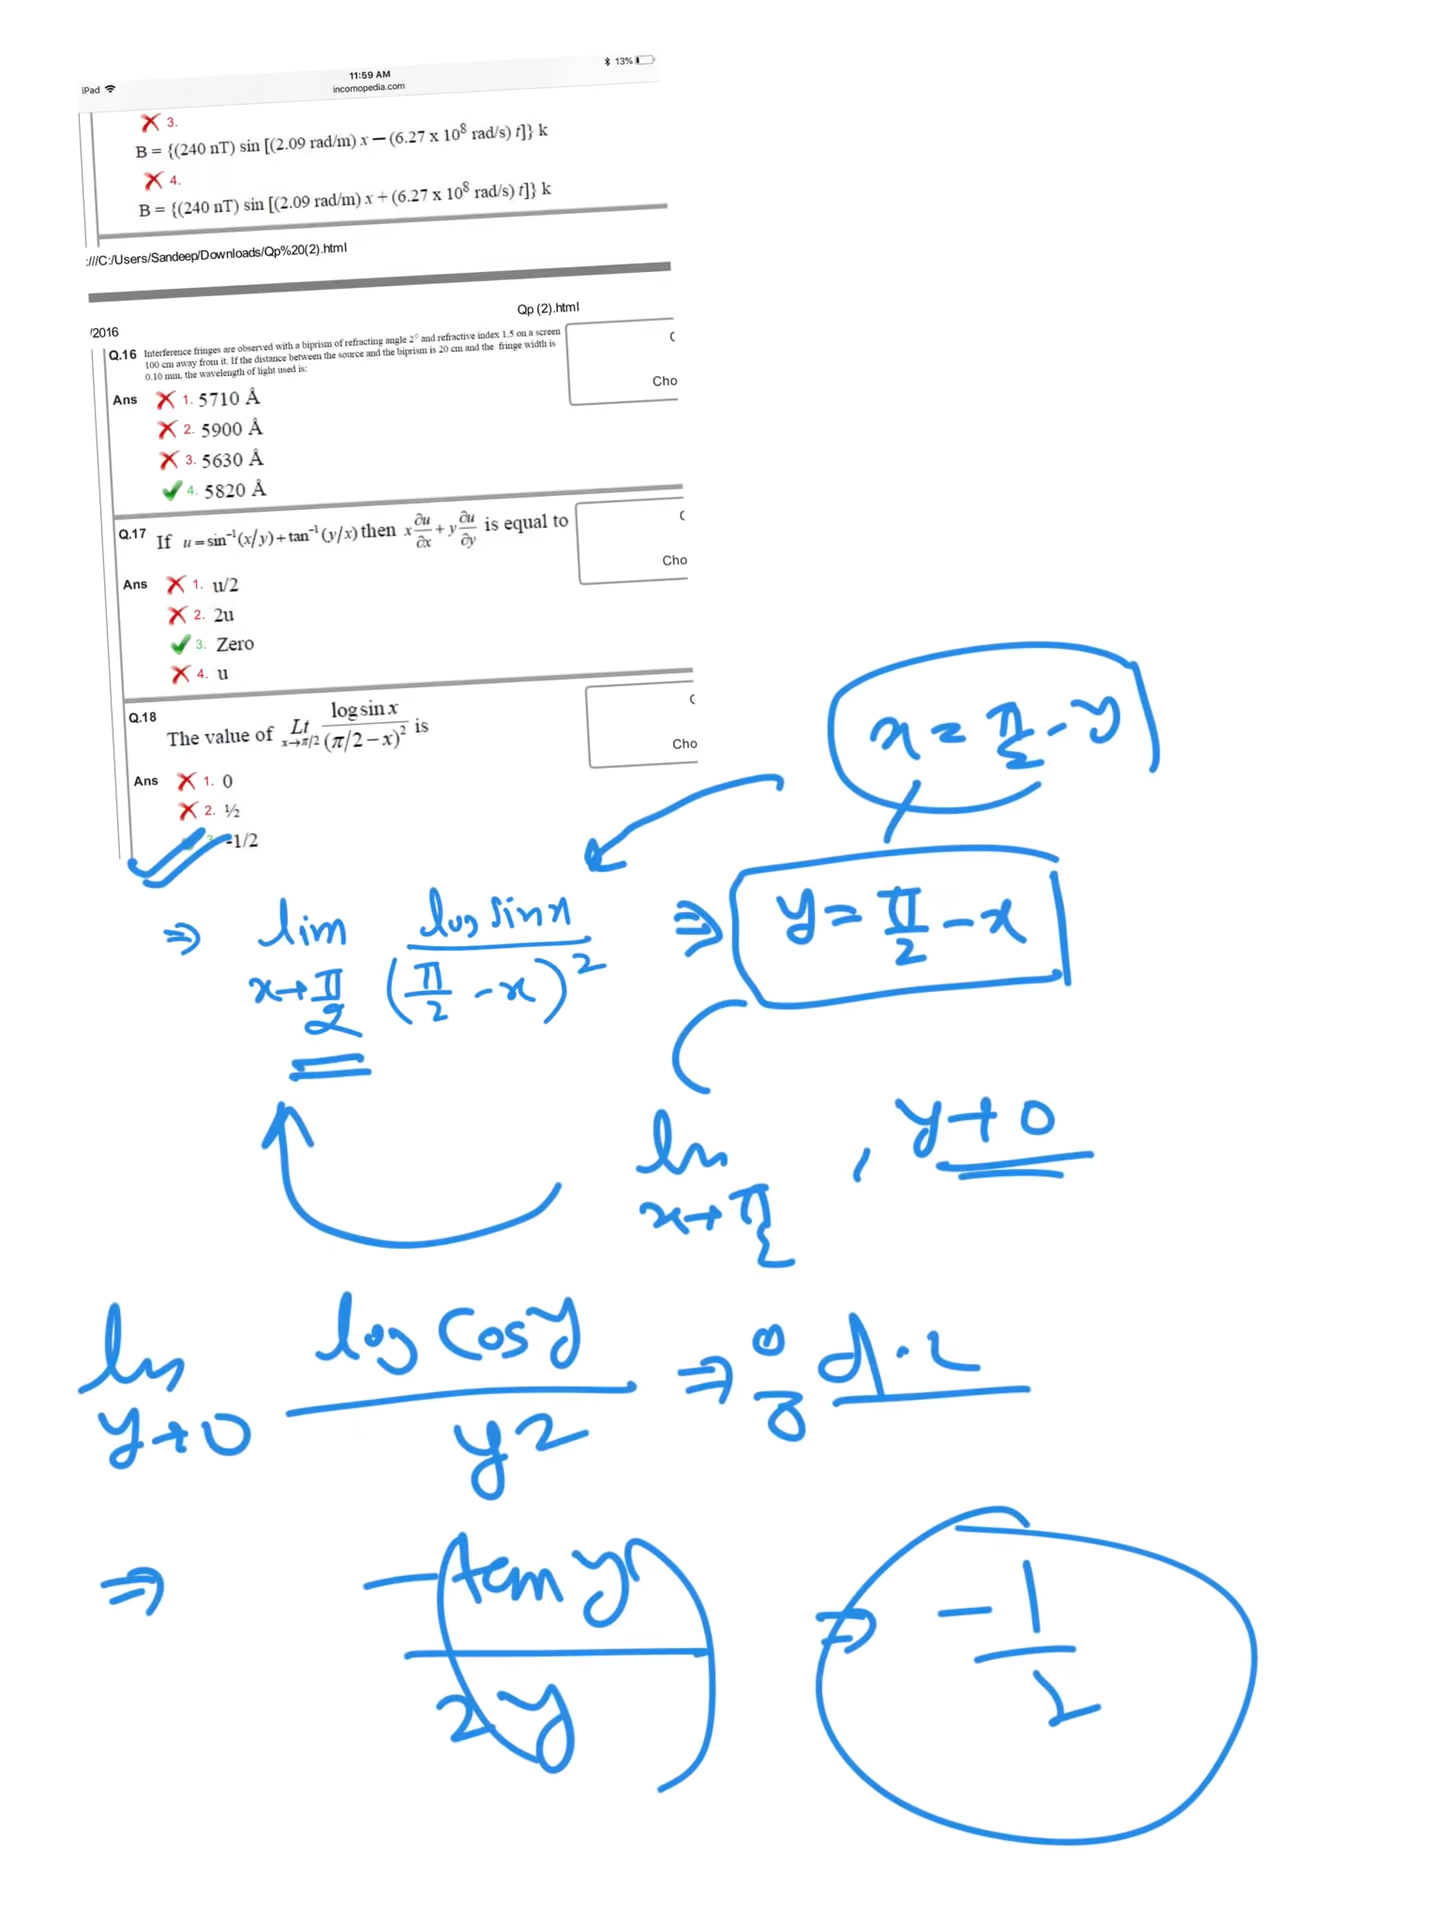 iPad
11:59 AM
13%
incomopedia.com
3.
B = {(240 nT) sin [(2.09 rad/m) x − (6.27 x 10⁸ rad/s) t]} k
4.
B = {(240 nT) sin [(2.09 rad/m) x + (6.27 x 10⁸ rad/s) t]} k
:///C:/Users/Sandeep/Downloads/Qp%20(2).html
Qp (2).html
/2016
Q.16 Interference fringes are observed with a biprism of refracting angle 2° and refractive index 1.5 on a screen
100 cm away from it. If the distance between the source and the biprism is 20 cm and the fringe width is
0.10 mm, the wavelength of light used is:
Cho
Ans 1. 5710 Å
2. 5900 Å
3. 5630 Å
4. 5820 Å
Q.17 If u = sin⁻¹(x/y) + tan⁻¹(y/x) then x ∂u/∂x + y ∂u/∂y is equal to
Cho
Ans 1. u/2
2. 2u
3. Zero
4. u
Q.18 The value of Lt x→π/2 log sin x / (π/2 − x)² is
Cho
Ans 1. 0
2. ½
-1/2
x = π/2 - y
⇒ lim x→π/2 log sin x / (π/2 - x)² ⇒ y = π/2 - x
lim x→π/2 , y→0
lim y→0 log cos y / y2 ⇒ 0/0
⇒ - tan y / 2y ⇒ -1/2